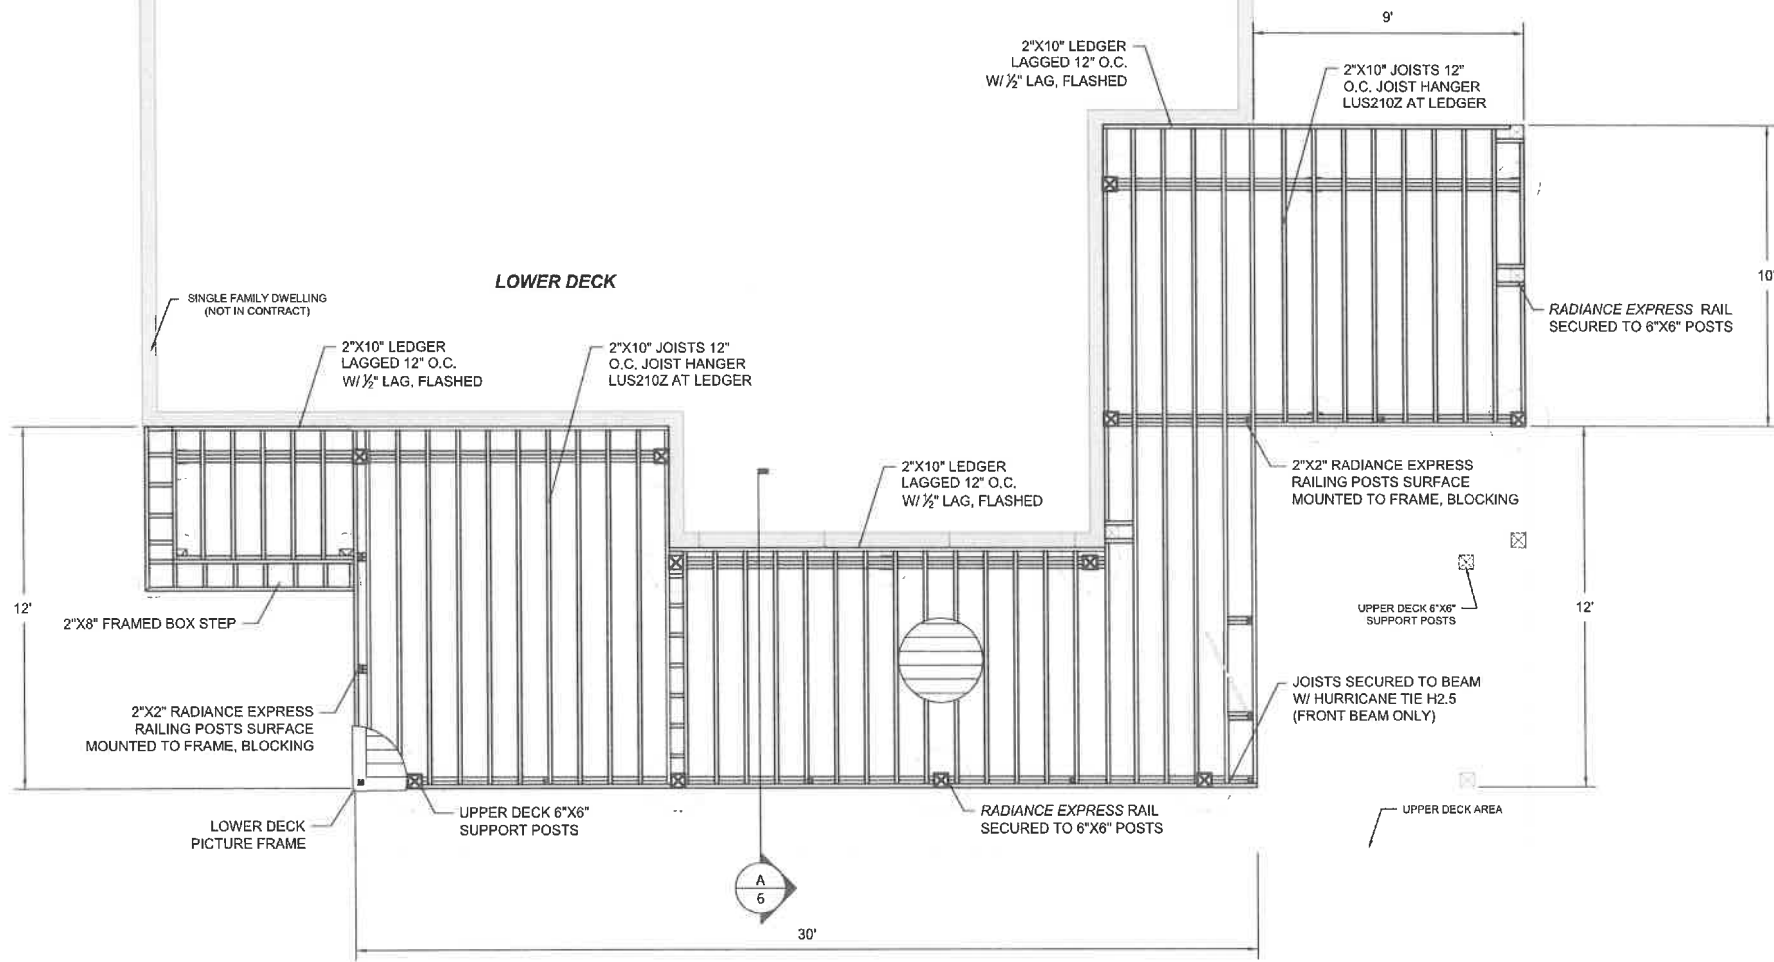 9'
2"X10" LEDGER
LAGGED 12" O.C.
W/ ½" LAG, FLASHED
2"X10" JOISTS 12"
O.C. JOIST HANGER
LUS210Z AT LEDGER
10'
LOWER DECK
SINGLE FAMILY DWELLING
(NOT IN CONTRACT)
RADIANCE EXPRESS RAIL
SECURED TO 6"X6" POSTS
2"X10" LEDGER
LAGGED 12" O.C.
W/ ½" LAG, FLASHED
2"X10" JOISTS 12"
O.C. JOIST HANGER
LUS210Z AT LEDGER
2"X10" LEDGER
LAGGED 12" O.C.
W/ ½" LAG, FLASHED
2"X2" RADIANCE EXPRESS
RAILING POSTS SURFACE
MOUNTED TO FRAME, BLOCKING
12'
2"X8" FRAMED BOX STEP
UPPER DECK 6"X6"
SUPPORT POSTS
12'
2"X2" RADIANCE EXPRESS
RAILING POSTS SURFACE
MOUNTED TO FRAME, BLOCKING
JOISTS SECURED TO BEAM
W/ HURRICANE TIE H2.5
(FRONT BEAM ONLY)
LOWER DECK
PICTURE FRAME
UPPER DECK 6"X6"
SUPPORT POSTS
RADIANCE EXPRESS RAIL
SECURED TO 6"X6" POSTS
UPPER DECK AREA
A
6
30'